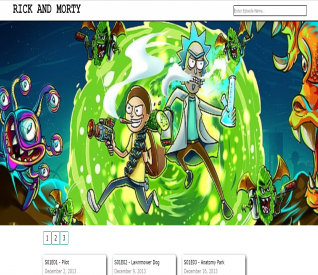 RICK AND MORTY
Enter Episode Name..
1 2 3
S01E01 - Pilot
December 2, 2013
S01E02 - Lawnmower Dog
December 9, 2013
S01E03 - Anatomy Park
December 16, 2013